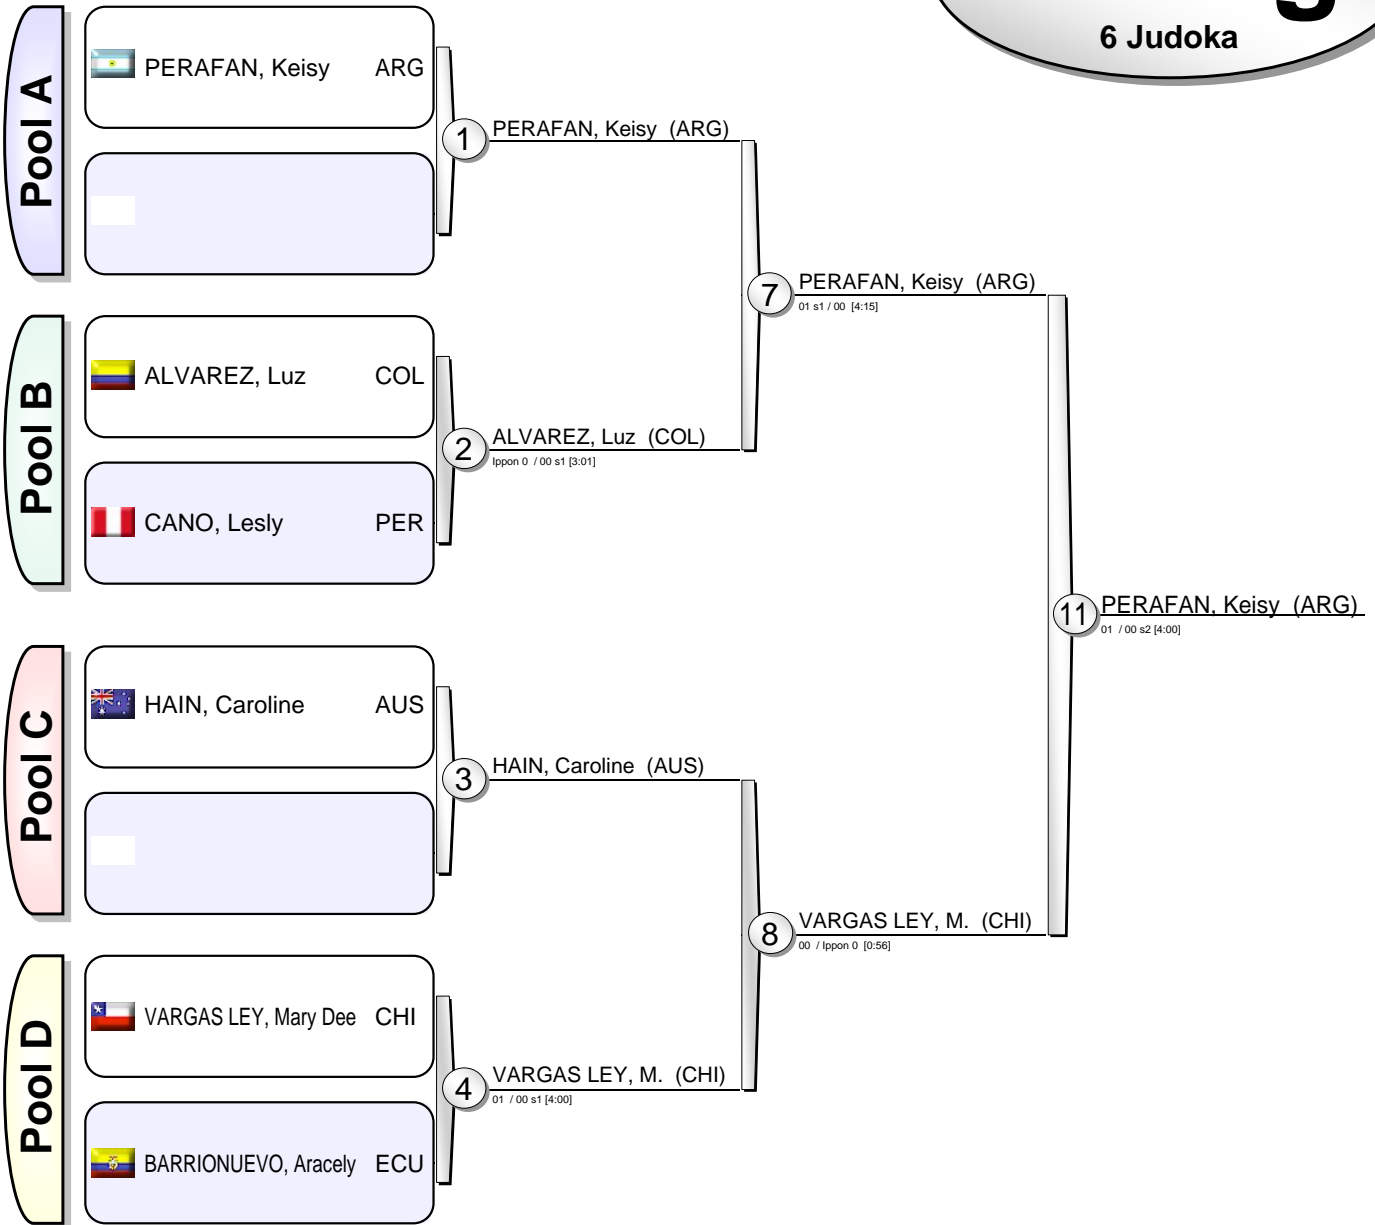 6 Judoka
Pool A
PERAFAN, Keisy ARG
1 PERAFAN, Keisy (ARG)
7 PERAFAN, Keisy (ARG)
01 s1 / 00 [4:15]
Pool B
ALVAREZ, Luz COL
2 ALVAREZ, Luz (COL)
Ippon 0 / 00 s1 [3:01]
CANO, Lesly PER
11 PERAFAN, Keisy (ARG)
01 / 00 s2 [4:00]
Pool C
HAIN, Caroline AUS
3 HAIN, Caroline (AUS)
8 VARGAS LEY, M. (CHI)
00 / Ippon 0 [0:56]
Pool D
VARGAS LEY, Mary Dee CHI
4 VARGAS LEY, M. (CHI)
01 / 00 s1 [4:00]
BARRIONUEVO, Aracely ECU